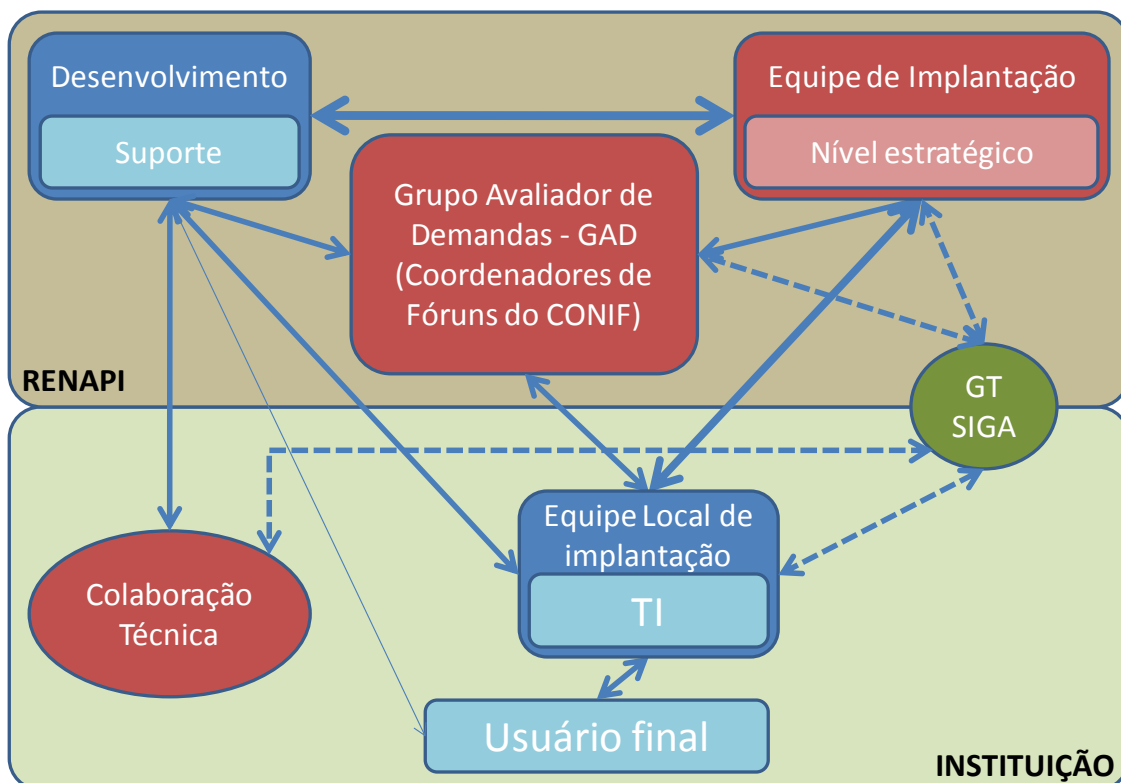 Desenvolvimento
Suporte
Equipe de Implantação
Nível estratégico
Grupo Avaliador de
Demandas - GAD
(Coordenadores de
Fóruns do CONIF)
RENAPI
GT
SIGA
Equipe Local de
implantação
TI
Colaboração
Técnica
Usuário final
INSTITUIÇÃO